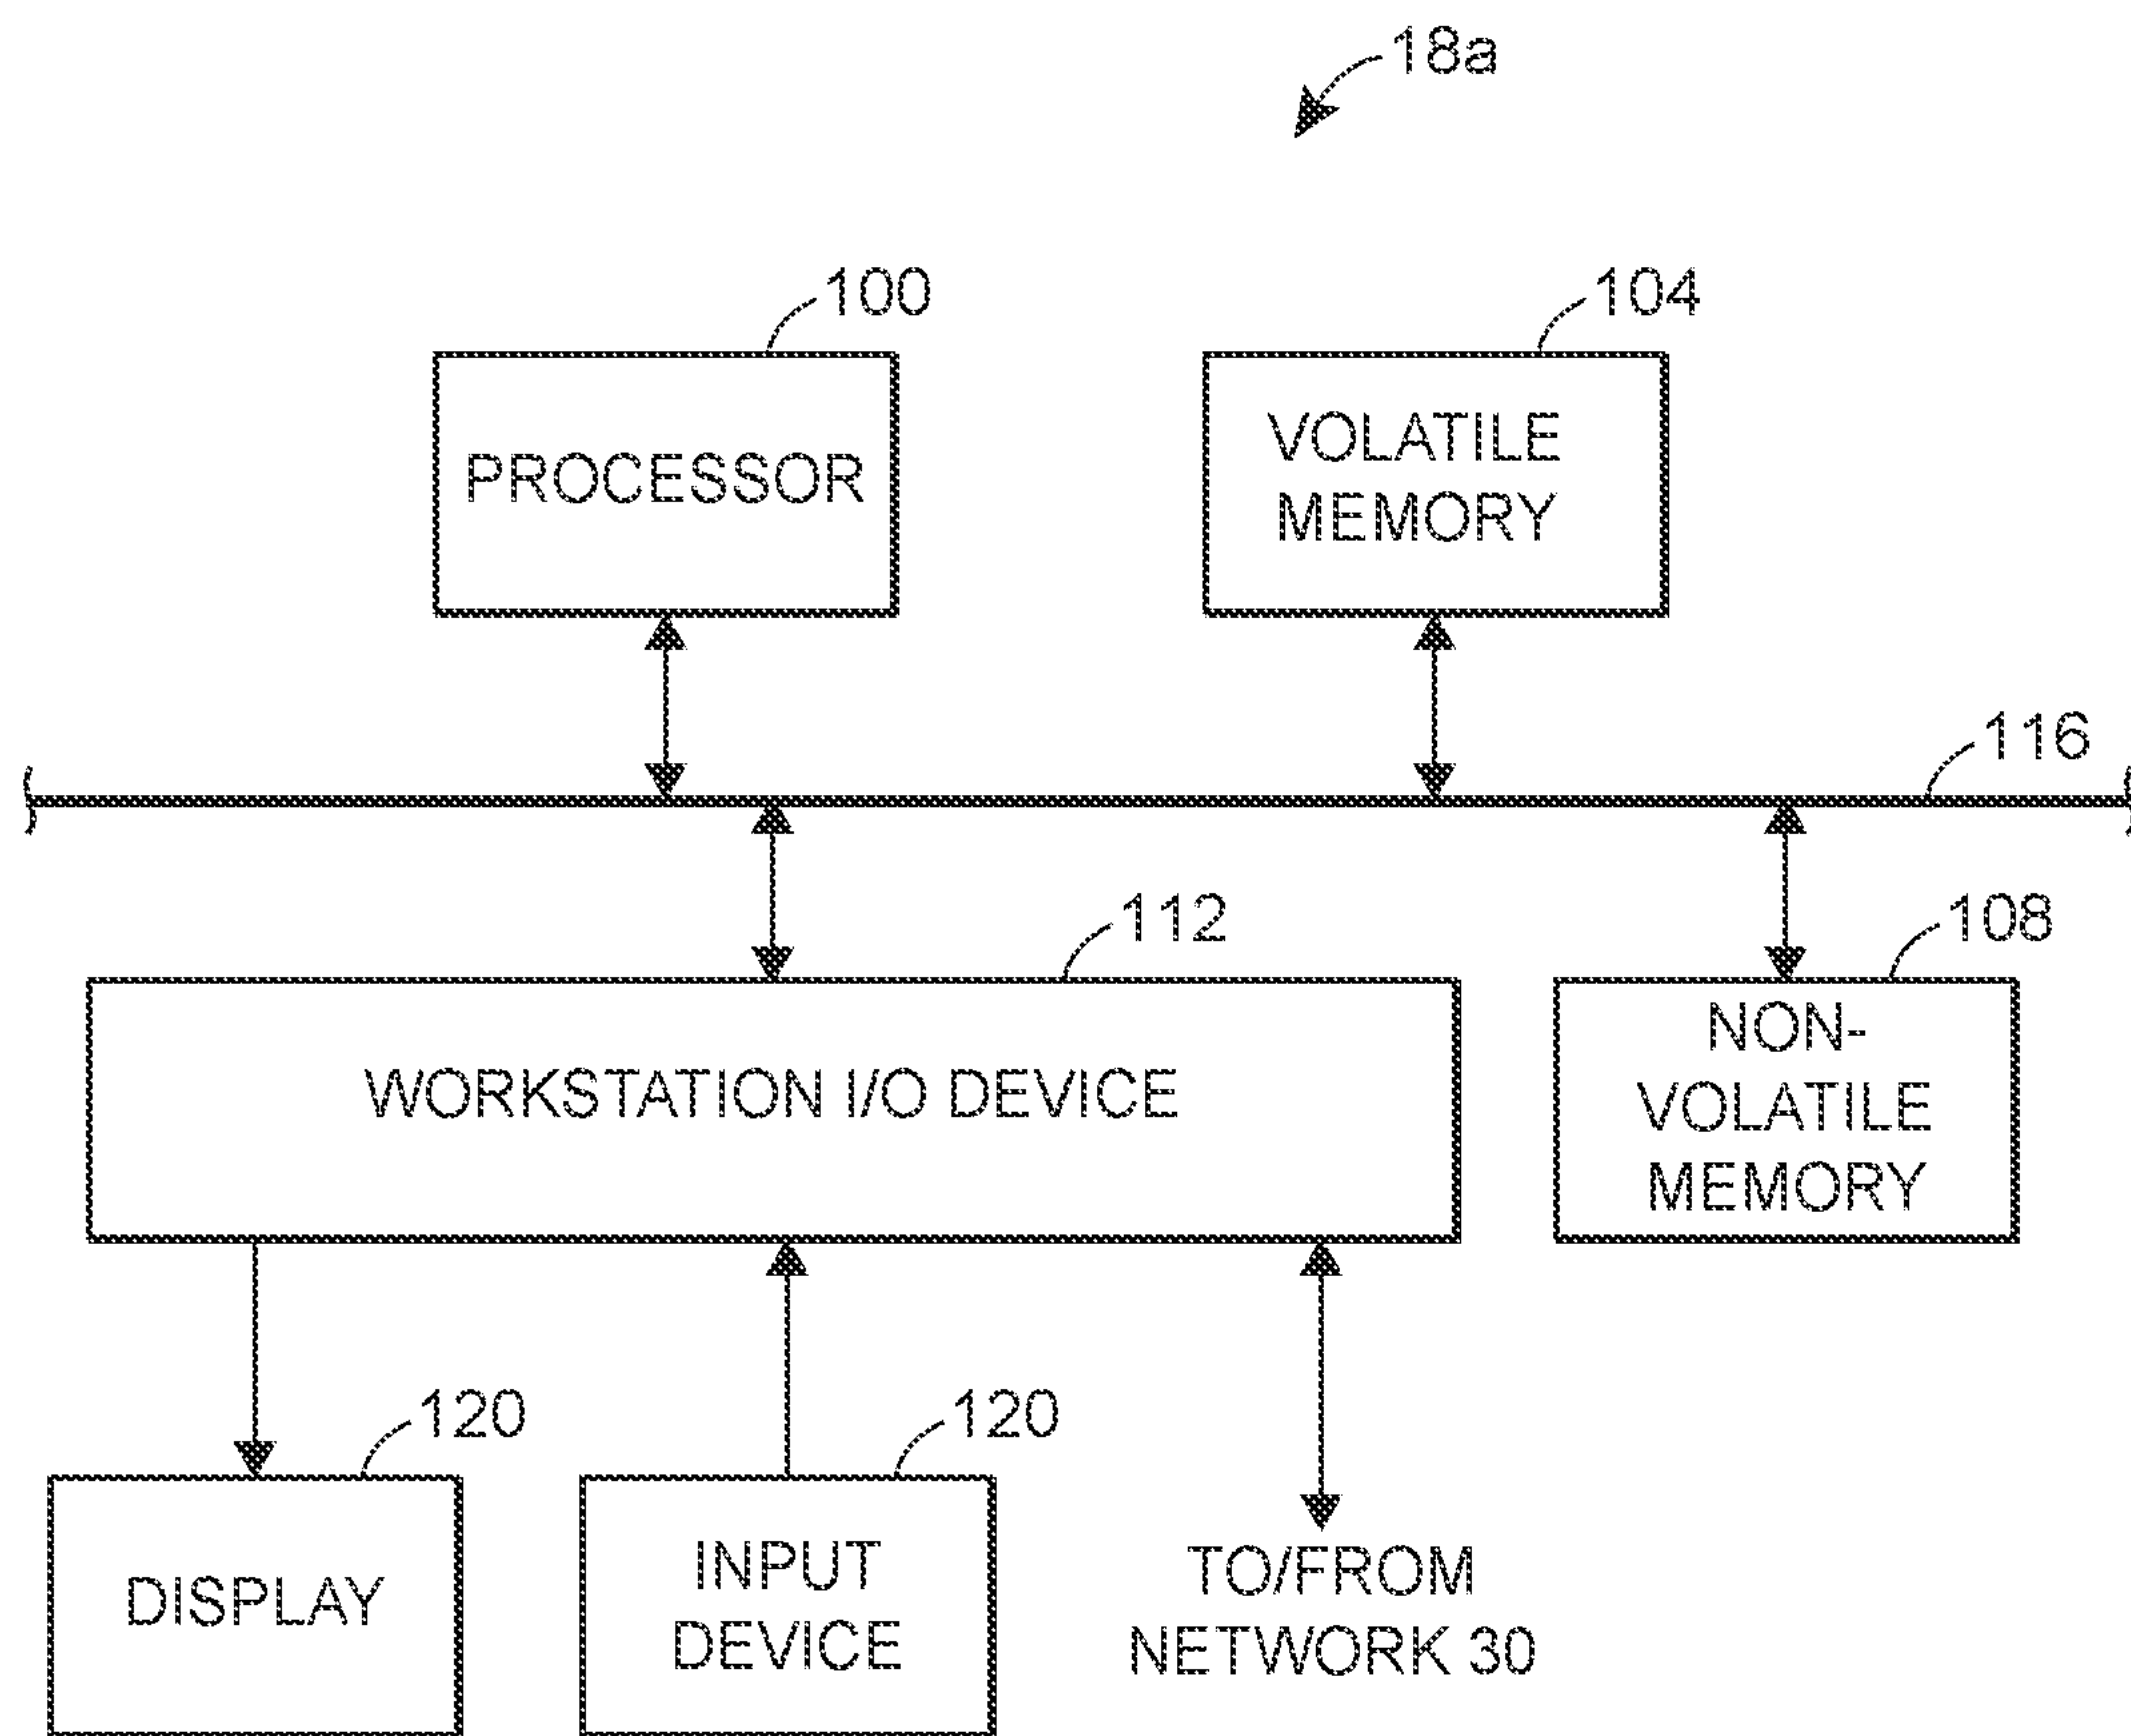 18a
100
104
PROCESSOR
VOLATILE
MEMORY
116
112
108
WORKSTATION I/O DEVICE
NON-
VOLATILE
MEMORY
120
120
DISPLAY
INPUT
DEVICE
TO/FROM
NETWORK 30